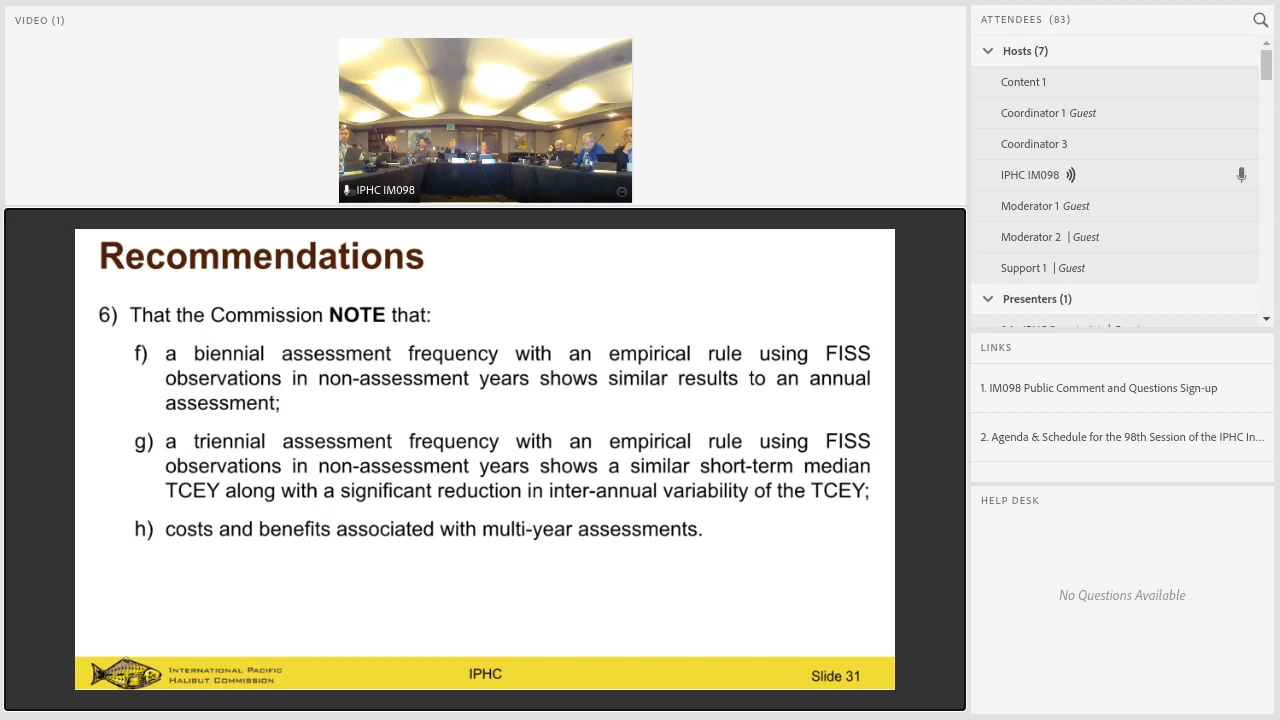 VIDEO (1)
IPHC IM098
Recommendations
6) That the Commission NOTE that:
f) a biennial assessment frequency with an empirical rule using FISS
observations in non-assessment years shows similar results to an annual
assessment;
g) a triennial assessment frequency with an empirical rule using FISS
observations in non-assessment years shows a similar short-term median
TCEY along with a significant reduction in inter-annual variability of the TCEY;
h) costs and benefits associated with multi-year assessments.
INTERNATIONAL PACIFIC
HALIBUT COMMISSION
IPHC
Slide 31
ATTENDEES (83)
Hosts (7)
Content 1
Coordinator 1 Guest
Coordinator 3
IPHC IM098
Moderator 1 Guest
Moderator 2 | Guest
Support 1 | Guest
Presenters (1)
LINKS
1. IM098 Public Comment and Questions Sign-up
2. Agenda & Schedule for the 98th Session of the IPHC In...
HELP DESK
No Questions Available